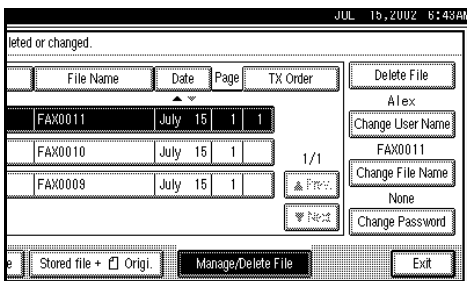 JUL 15,2002 6:43AM
leted or changed.
File Name Date Page TX Order Delete File
Alex
FAX0011 July 15 1 1 Change User Name
FAX0011
FAX0010 July 15 1 1/1
Change File Name
FAX0009 July 15 1 ▲ Prev.
None
▼ Next Change Password
e Stored file + Origi. Manage/Delete File Exit